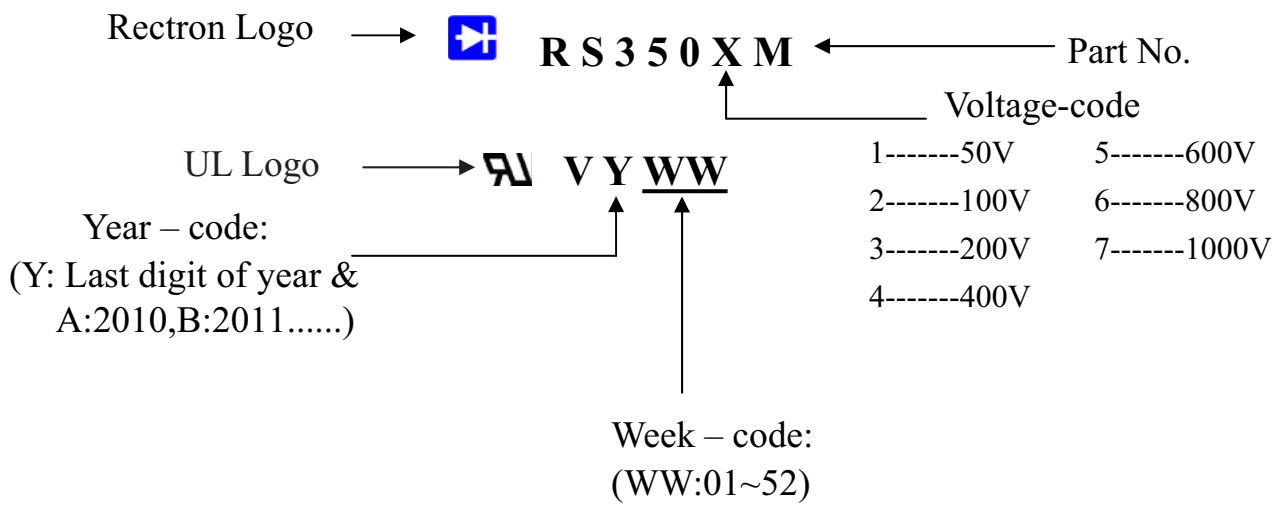 Rectron Logo
R S 3 5 0 X M
Part No.
Voltage-code
1-------50V 5-------600V
2-------100V 6-------800V
3-------200V 7-------1000V
4-------400V
UL Logo
V Y WW
Year – code:
(Y: Last digit of year &
A:2010,B:2011......)
Week – code:
(WW:01~52)